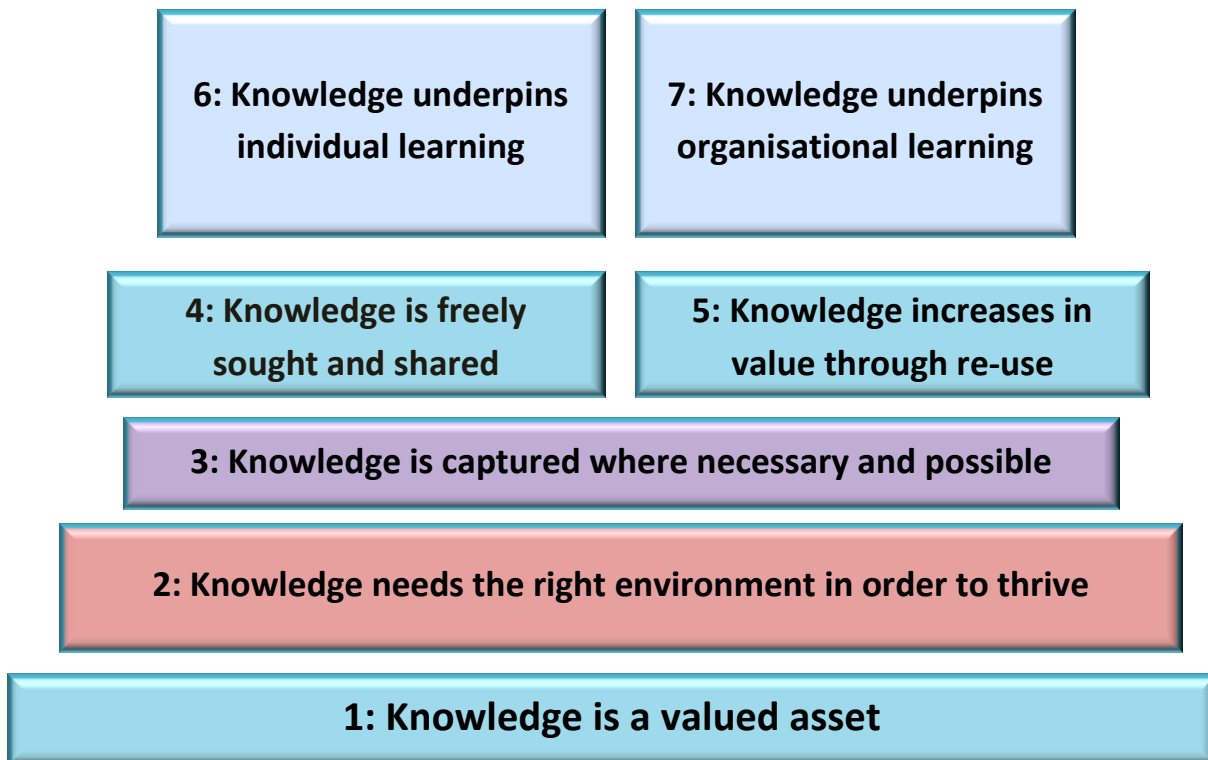 6: Knowledge underpins
individual learning
7: Knowledge underpins
organisational learning
4: Knowledge is freely
sought and shared
5: Knowledge increases in
value through re-use
3: Knowledge is captured where necessary and possible
2: Knowledge needs the right environment in order to thrive
1: Knowledge is a valued asset